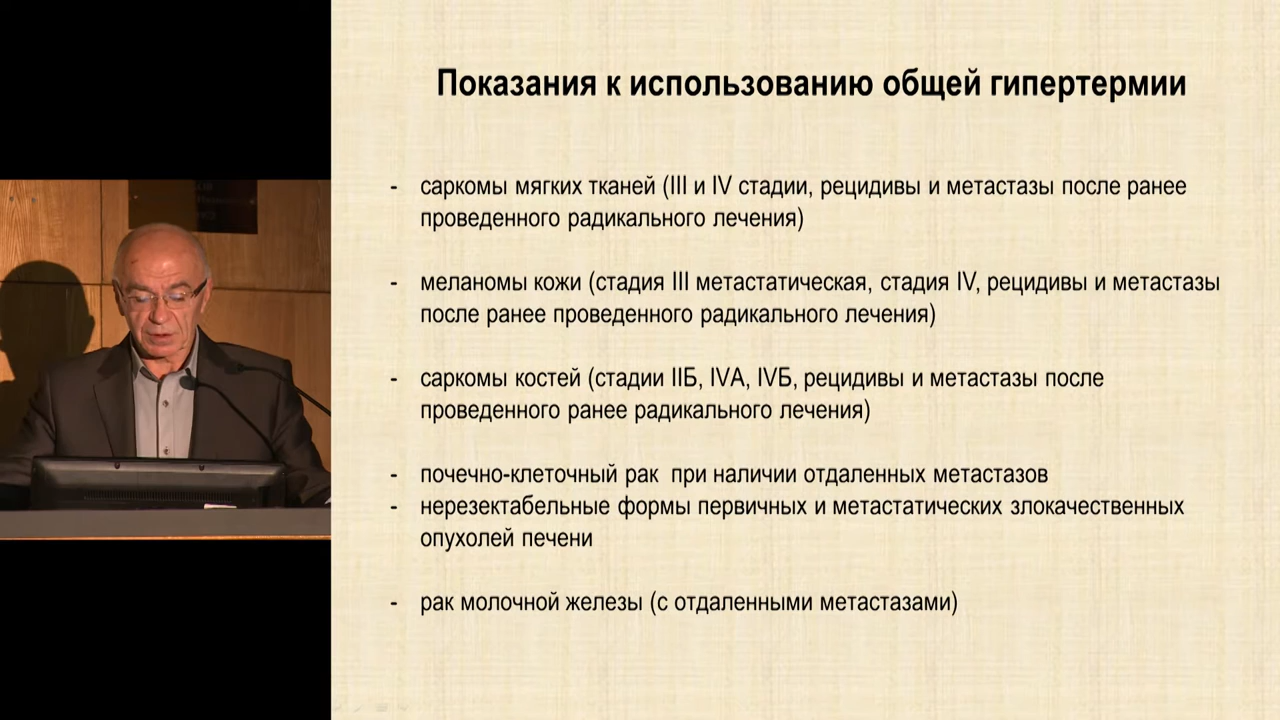 Показания к использованию общей гипертермии
- саркомы мягких тканей (III и IV стадии, рецидивы и метастазы после ранее
проведенного радикального лечения)
- меланомы кожи (стадия III метастатическая, стадия IV, рецидивы и метастазы
после ранее проведенного радикального лечения)
- саркомы костей (стадии IIБ, IVА, IVБ, рецидивы и метастазы после
проведенного ранее радикального лечения)
- почечно-клеточный рак при наличии отдаленных метастазов
- нерезектабельные формы первичных и метастатических злокачественных
опухолей печени
- рак молочной железы (с отдаленными метастазами)